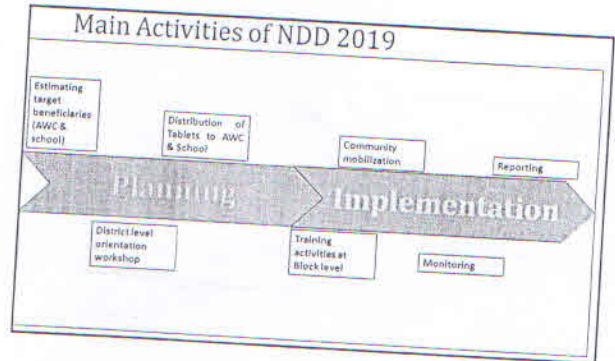 Main Activities of NDD 2019
Estimating
target
beneficiaries
(AWC &
school)
Distribution of
Tablets to AWC
& School
Community
mobilization
Reporting
Planning
Implementation
District level
orientation
workshop
Training
activities at
Block level
Monitoring